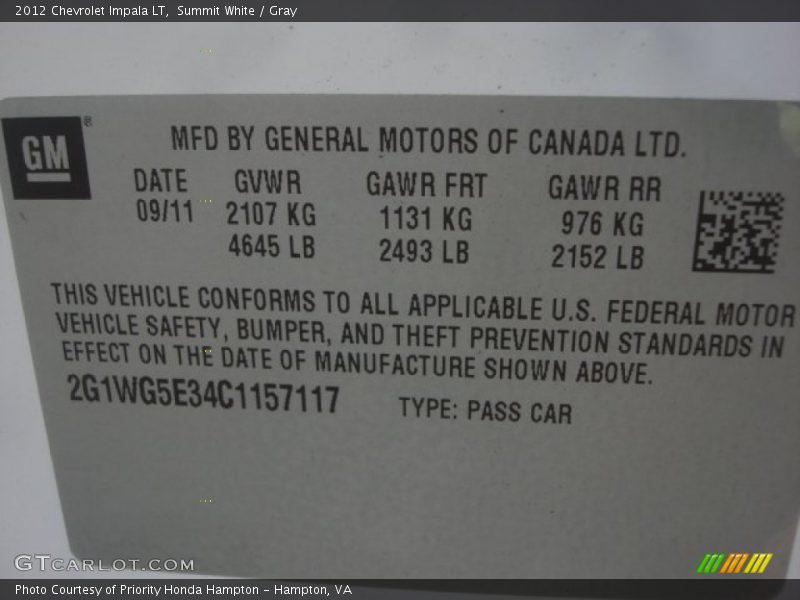 2012 Chevrolet Impala LT, Summit White / Gray
GM®
MFD BY GENERAL MOTORS OF CANADA LTD.
DATE GVWR GAWR FRT GAWR RR
09/11 2107 KG 1131 KG 976 KG
4645 LB 2493 LB 2152 LB
THIS VEHICLE CONFORMS TO ALL APPLICABLE U.S. FEDERAL MOTOR
VEHICLE SAFETY, BUMPER, AND THEFT PREVENTION STANDARDS IN
EFFECT ON THE DATE OF MANUFACTURE SHOWN ABOVE.
2G1WG5E34C1157117 TYPE: PASS CAR
GTCARLOT.COM
Photo Courtesy of Priority Honda Hampton - Hampton, VA